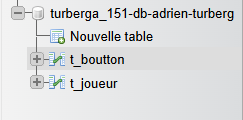 turberga_151-db-adrien-turberg
Nouvelle table
t_boutton
t_joueur